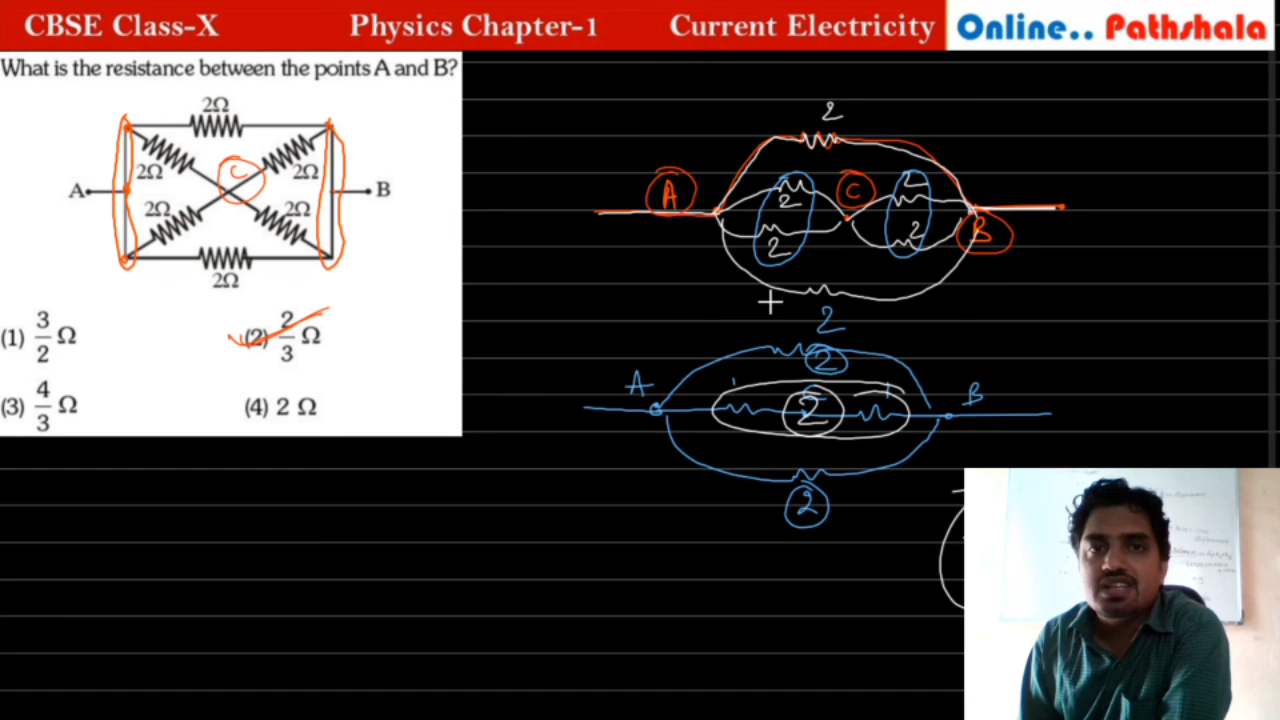 CBSE Class-X Physics Chapter-1 Current Electricity Online.. Pathshala
What is the resistance between the points A and B?
2Ω
2Ω C 2Ω
A B
2Ω 2Ω
2Ω
(1) 3/2 Ω (2) 2/3 Ω
(3) 4/3 Ω (4) 2 Ω
2
A 2 C 2
2 2 B
2
2
A 1 2 1 B
2